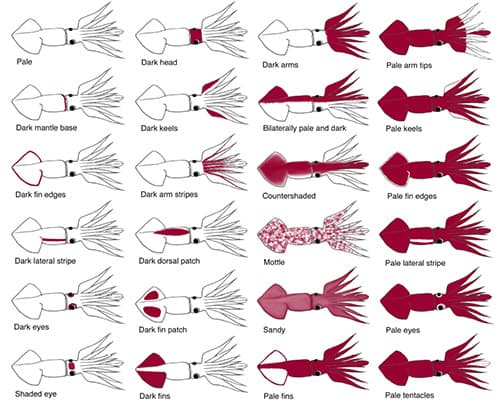 Pale
Dark head
Dark arms
Pale arm tips
Dark mantle base
Dark keels
Bilaterally pale and dark
Pale keels
Dark fin edges
Dark arm stripes
Countershaded
Pale fin edges
Dark lateral stripe
Dark dorsal patch
Mottle
Pale lateral stripe
Dark eyes
Dark fin patch
Sandy
Pale eyes
Shaded eye
Dark fins
Pale fins
Pale tentacles